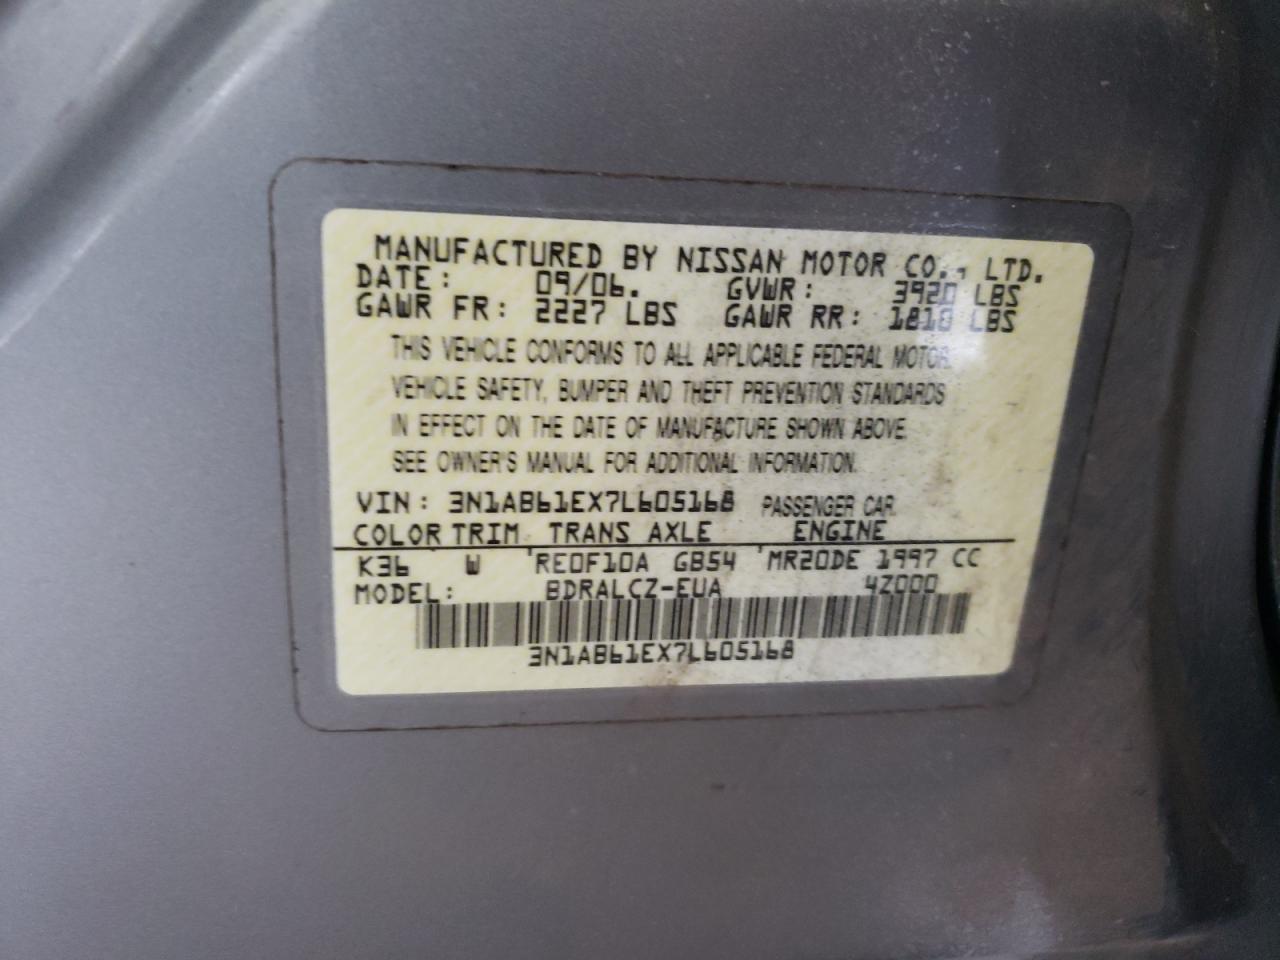 MANUFACTURED BY NISSAN MOTOR CO., LTD.
DATE: 09/06. GVWR: 3920 LBS
GAWR FR: 2227 LBS GAWR RR: 1818 LBS
THIS VEHICLE CONFORMS TO ALL APPLICABLE FEDERAL MOTOR
VEHICLE SAFETY, BUMPER AND THEFT PREVENTION STANDARDS
IN EFFECT ON THE DATE OF MANUFACTURE SHOWN ABOVE.
SEE OWNER'S MANUAL FOR ADDITIONAL INFORMATION.
VIN: 3N1AB61EX7L605168 PASSENGER CAR.
COLOR TRIM TRANS AXLE ENGINE
K36 W RE0F10A GB54 MR20DE 1997 CC
MODEL: BDRALCZ-EUA 4Z000
3N1AB61EX7L605168